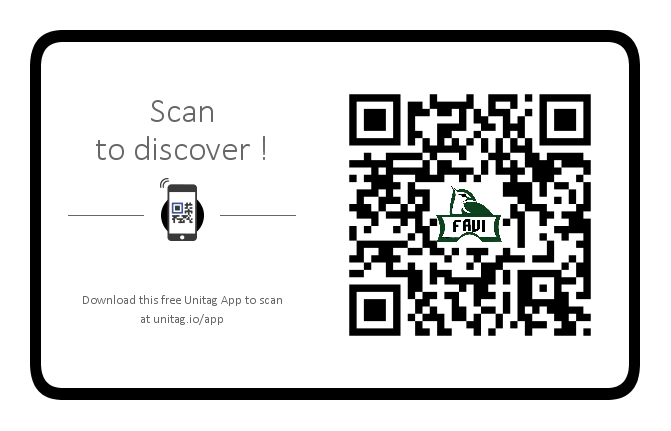 Scan
to discover !
FAVI
Download this free Unitag App to scan
at unitag.io/app